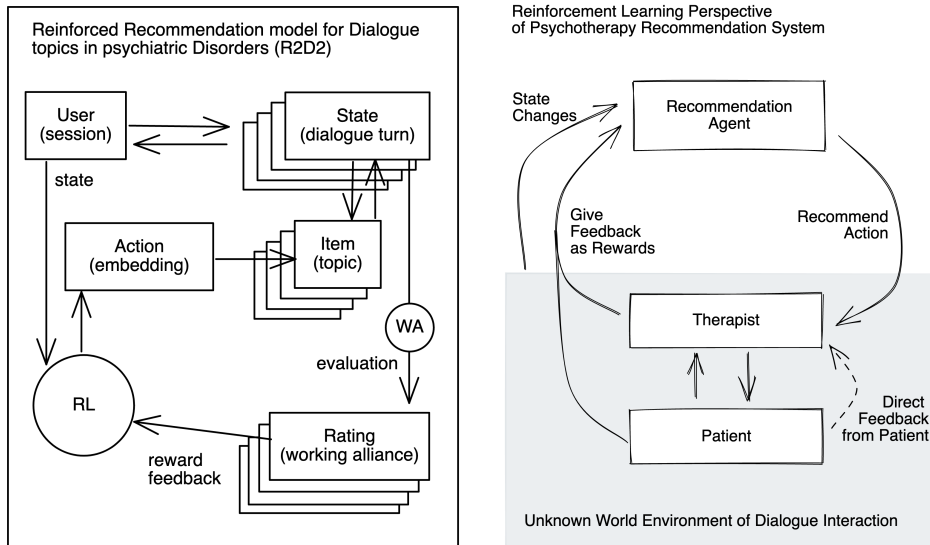 Reinforced Recommendation model for Dialogue
topics in psychiatric Disorders (R2D2)
User
(session)
State
(dialogue turn)
state
Action
(embedding)
Item
(topic)
WA
evaluation
RL
Rating
(working alliance)
reward
feedback
Reinforcement Learning Perspective
of Psychotherapy Recommendation System
State
Changes
Recommendation
Agent
Give
Feedback
as Rewards
Recommend
Action
Therapist
Patient
Direct
Feedback
from Patient
Unknown World Environment of Dialogue Interaction